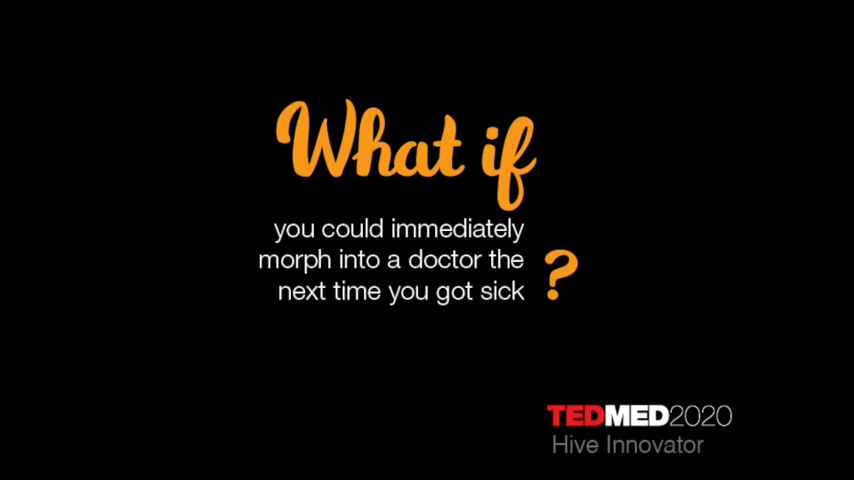 What if
you could immediately
morph into a doctor the
next time you got sick
?
TEDMED2020
Hive Innovator